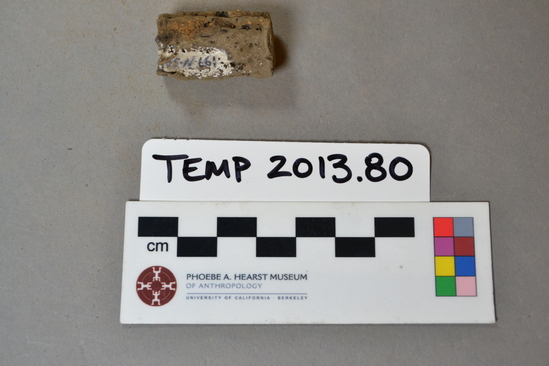 TEMP 2013.80
cm
PHOEBE A. HEARST MUSEUM
OF ANTHROPOLOGY
UNIVERSITY OF CALIFORNIA · BERKELEY